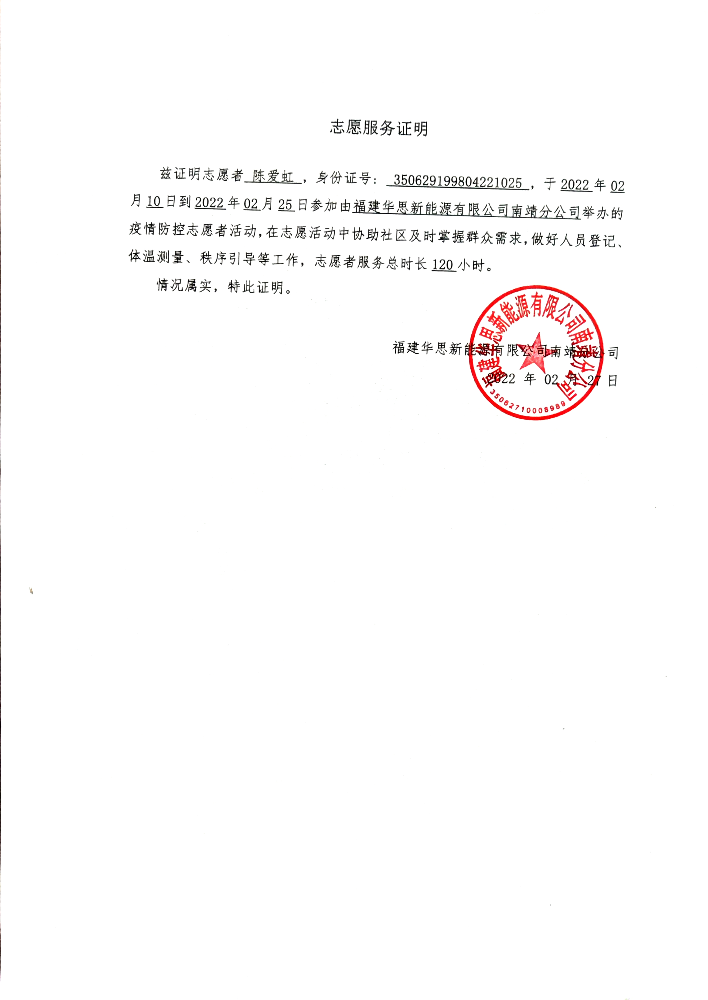 志愿服务证明
兹证明志愿者 陈爱虹 ，身份证号： 350629199804221025 ，于 2022 年 02
月 10 日到 2022 年 02 月 25 日参加由福建华思新能源有限公司南靖分公司举办的
疫情防控志愿者活动，在志愿活动中协助社区及时掌握群众需求，做好人员登记、
体温测量、秩序引导等工作，志愿者服务总时长 120 小时。
情况属实，特此证明。
福建华思新能源有限公司南靖分公司
2022 年 02 月 27 日
福建华思新能源有限公司南靖分公司
35062710008989